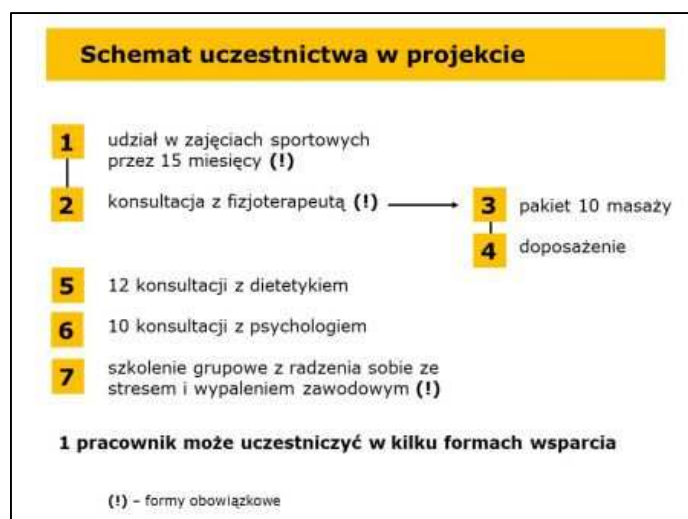 Schemat uczestnictwa w projekcie
1 udział w zajęciach sportowych
przez 15 miesięcy (!)
2 konsultacja z fizjoterapeutą (!)
3 pakiet 10 masaży
4 doposażenie
5 12 konsultacji z dietetykiem
6 10 konsultacji z psychologiem
7 szkolenie grupowe z radzenia sobie ze
stresem i wypaleniem zawodowym (!)
1 pracownik może uczestniczyć w kilku formach wsparcia
(!) – formy obowiązkowe